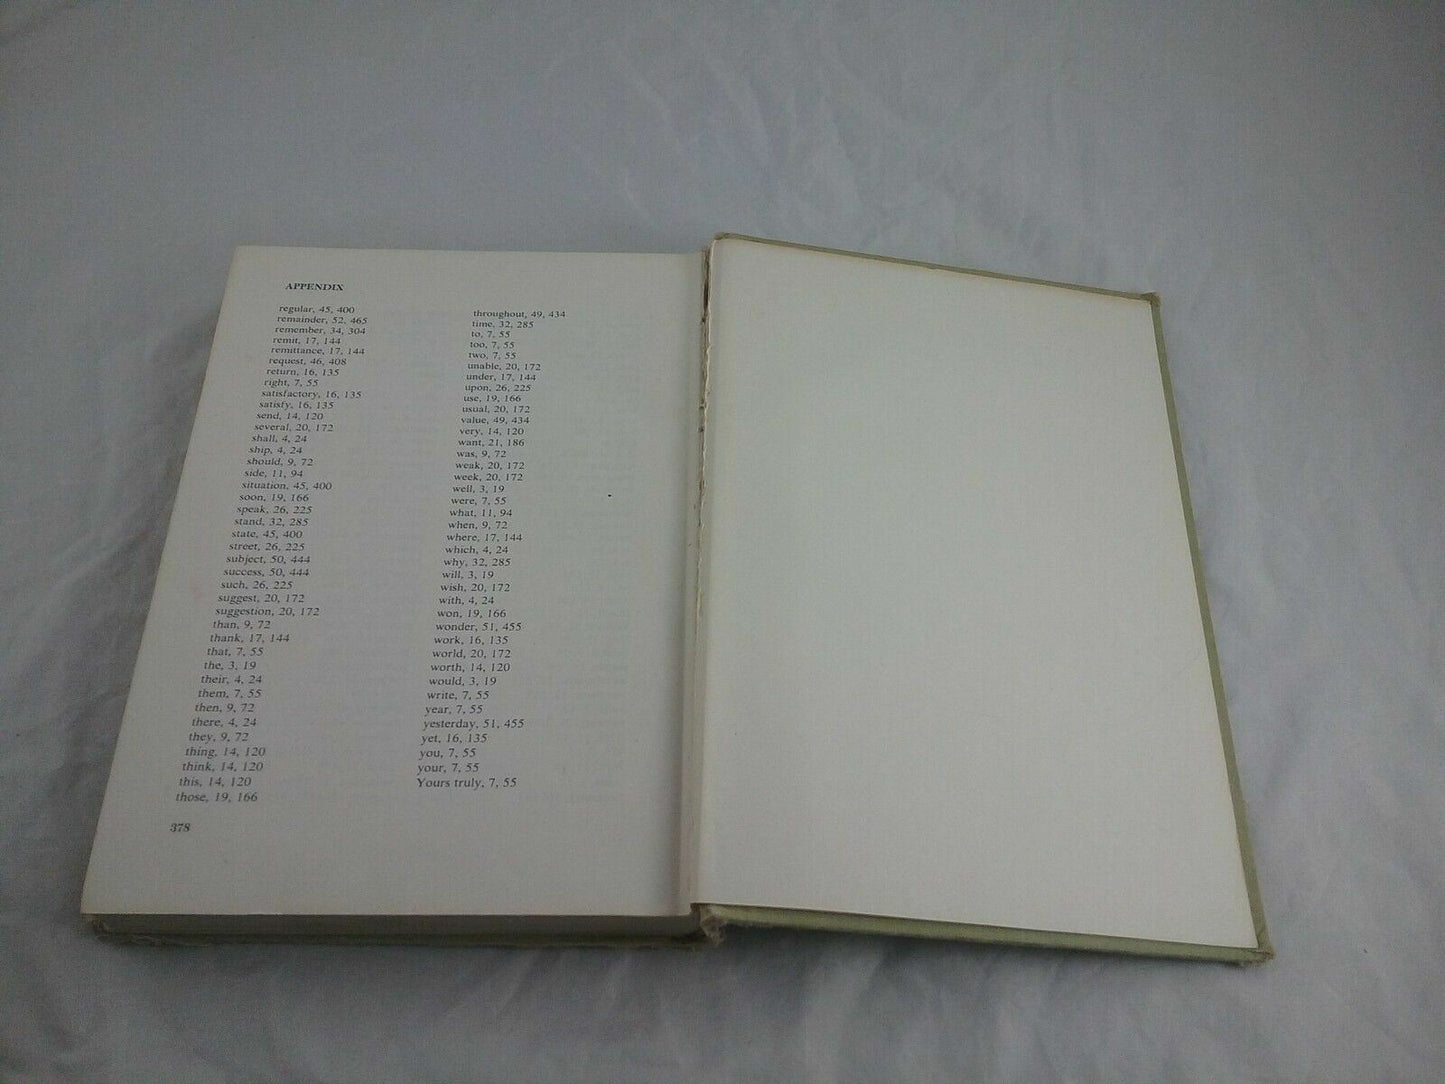 APPENDIX
regular, 45, 400
remainder, 52, 465
remember, 34, 304
remit, 17, 144
remittance, 17, 144
request, 46, 408
return, 16, 135
right, 7, 55
satisfactory, 16, 135
satisfy, 16, 135
send, 14, 120
several, 20, 172
shall, 4, 24
ship, 4, 24
should, 9, 72
side, 11, 94
situation, 45, 400
soon, 19, 166
speak, 26, 225
stand, 32, 285
state, 45, 400
street, 26, 225
subject, 50, 444
success, 50, 444
such, 26, 225
suggest, 20, 172
suggestion, 20, 172
than, 9, 72
thank, 17, 144
that, 7, 55
the, 3, 19
their, 4, 24
them, 7, 55
then, 9, 72
there, 4, 24
they, 9, 72
thing, 14, 120
think, 14, 120
this, 14, 120
those, 19, 166
throughout, 49, 434
time, 32, 285
to, 7, 55
too, 7, 55
two, 7, 55
unable, 20, 172
under, 17, 144
upon, 26, 225
use, 19, 166
usual, 20, 172
value, 49, 434
very, 14, 120
want, 21, 186
was, 9, 72
weak, 20, 172
week, 20, 172
well, 3, 19
were, 7, 55
what, 11, 94
when, 9, 72
where, 17, 144
which, 4, 24
why, 32, 285
will, 3, 19
wish, 20, 172
with, 4, 24
won, 19, 166
wonder, 51, 455
work, 16, 135
world, 20, 172
worth, 14, 120
would, 3, 19
write, 7, 55
year, 7, 55
yesterday, 51, 455
yet, 16, 135
you, 7, 55
your, 7, 55
Yours truly, 7, 55
378